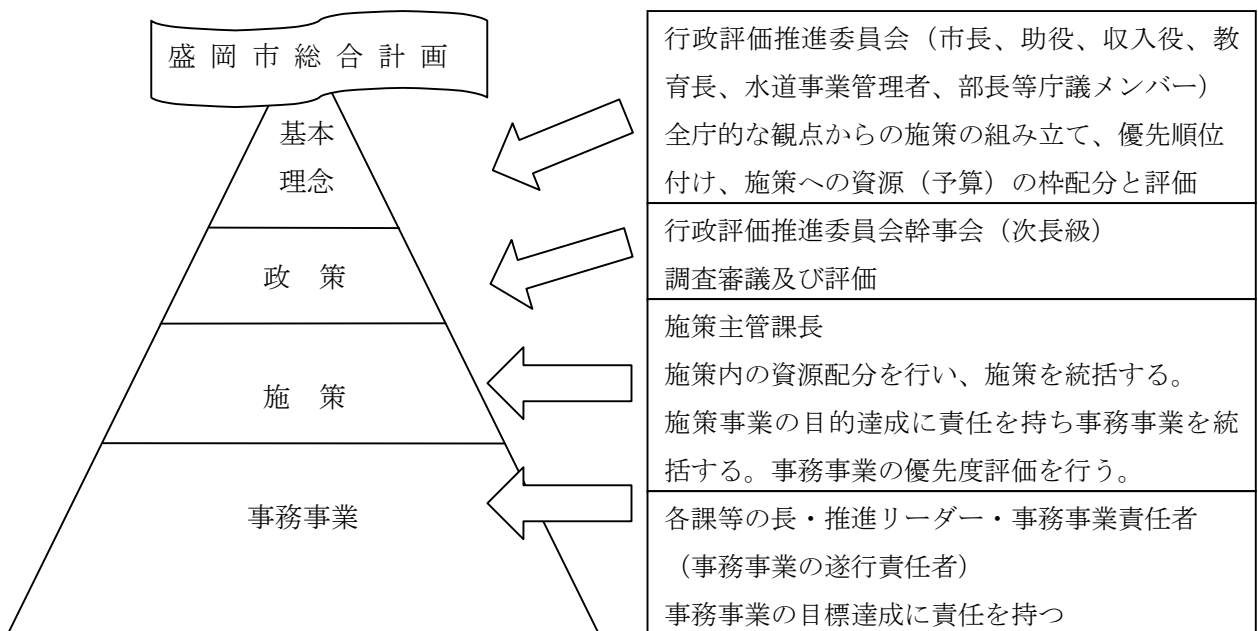 盛岡市総合計画
基本
理念
政　策
施　策
事務事業
行政評価推進委員会（市長、助役、収入役、教
育長、水道事業管理者、部長等庁議メンバー）
全庁的な観点からの施策の組み立て、優先順位
付け、施策への資源（予算）の枠配分と評価
行政評価推進委員会幹事会（次長級）
調査審議及び評価
施策主管課長
施策内の資源配分を行い、施策を統括する。
施策事業の目的達成に責任を持ち事務事業を統
括する。事務事業の優先度評価を行う。
各課等の長・推進リーダー・事務事業責任者
（事務事業の遂行責任者）
事務事業の目標達成に責任を持つ